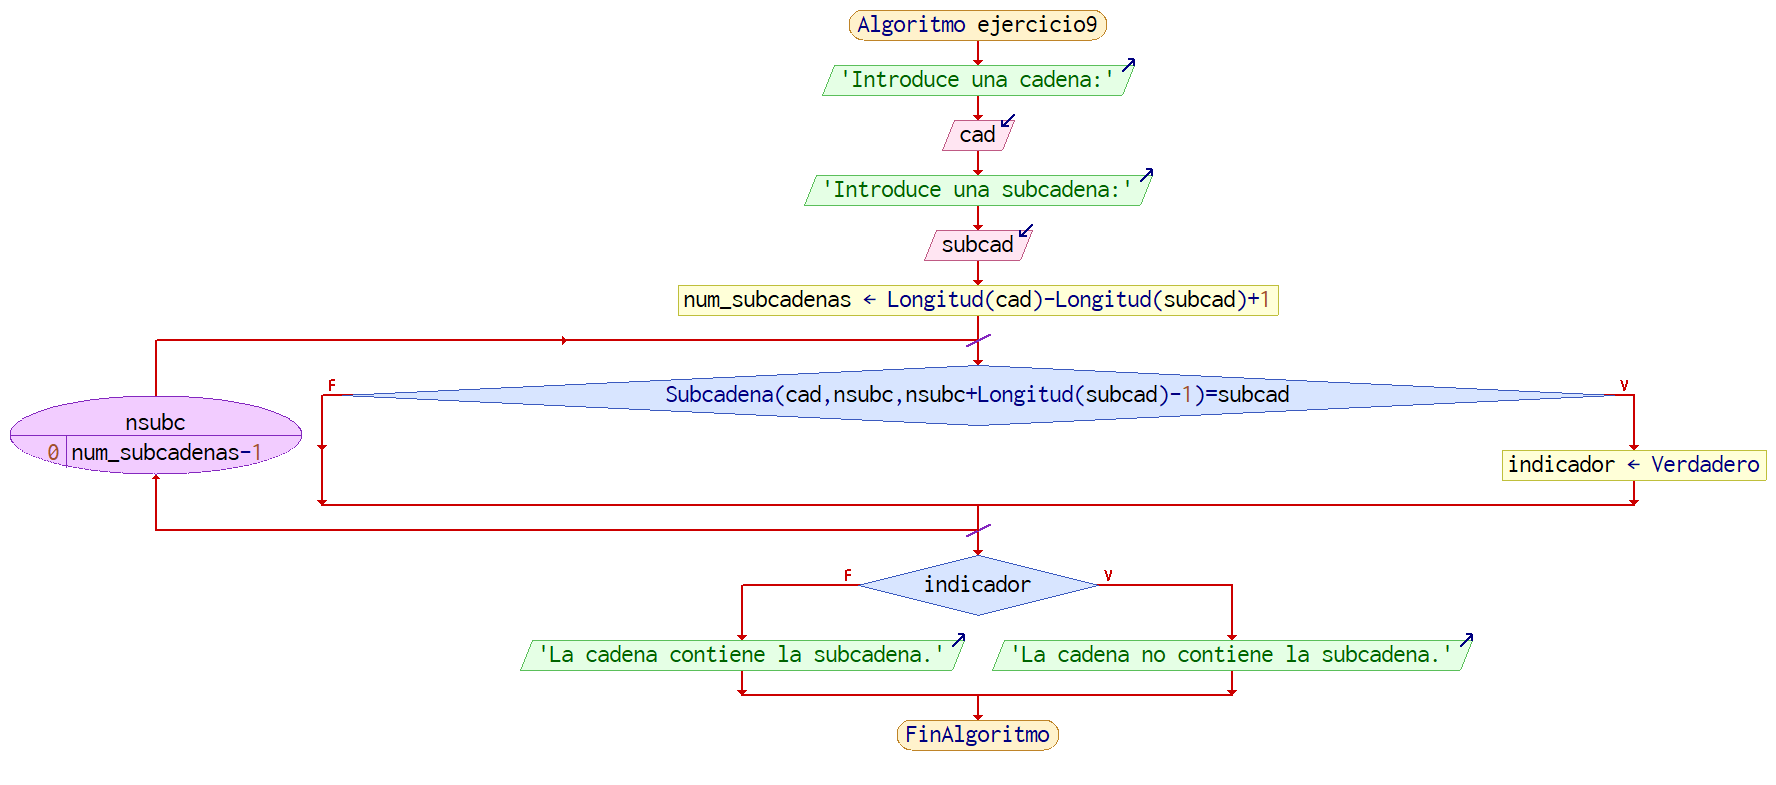 Algoritmo ejercicio9
'Introduce una cadena:'
cad
'Introduce una subcadena:'
subcad
num_subcadenas ← Longitud(cad)-Longitud(subcad)+1
F
V
Subcadena(cad,nsubc,nsubc+Longitud(subcad)-1)=subcad
nsubc
0 num_subcadenas-1
indicador ← Verdadero
F
V
indicador
'La cadena contiene la subcadena.'
'La cadena no contiene la subcadena.'
FinAlgoritmo